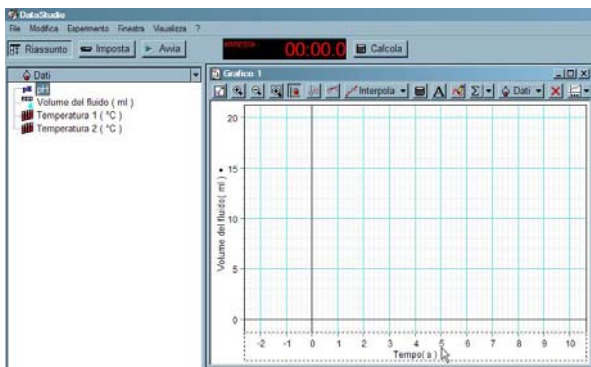 DataStudio
File Modifica Esperimento Finestra Visualizza ?
Riassunto Imposta Avvia 00:00.0 Calcola
Dati
pH
Volume del fluido ( ml )
Temperatura 1 ( °C )
Temperatura 2 ( °C )
Grafico 1
Interpola A Σ Dati
Volume del fluido( ml )
20
15
10
5
0
-2 -1 0 1 2 3 4 5 6 7 8 9 10
Tempo( s )